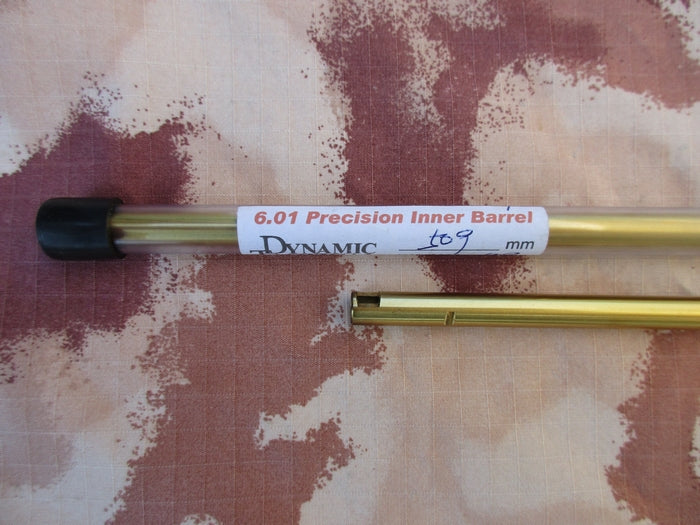 6.01 Precision Inner Barrel
DYNAMIC 509 mm